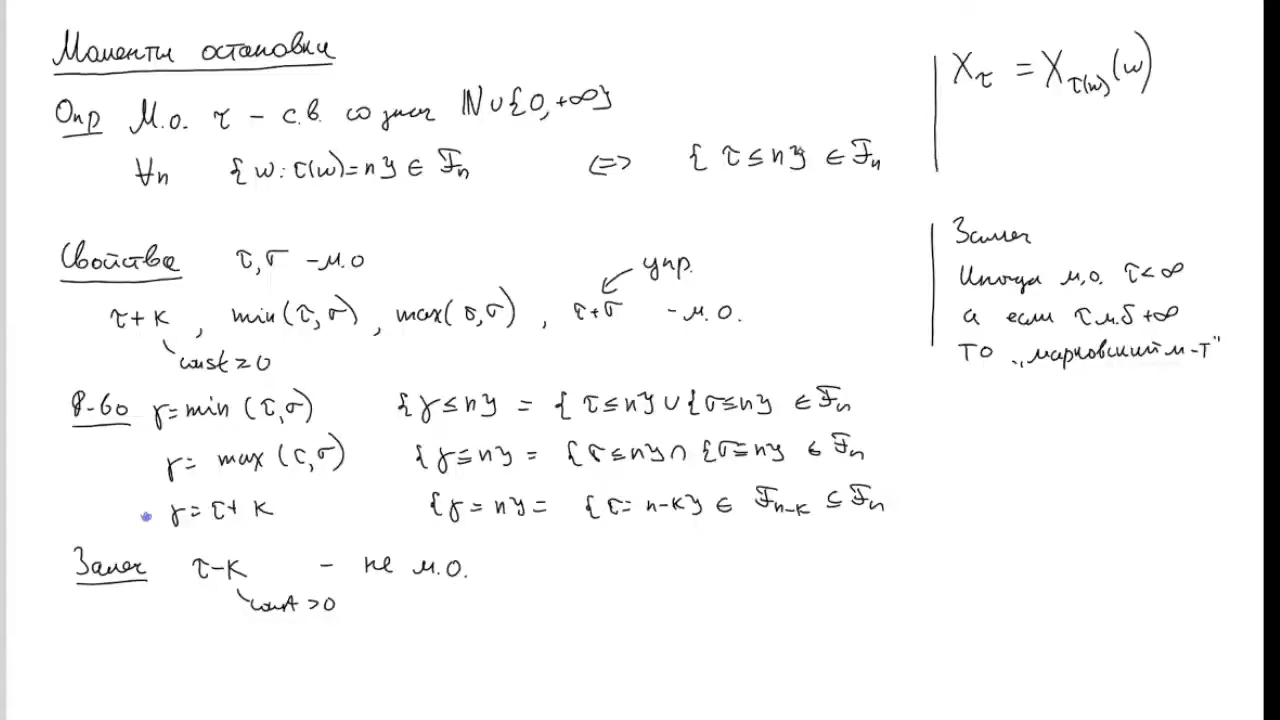 Моменты остановки
Опр М.о. τ – с.в. со знач ℕ∪{0,+∞}
∀n {w: τ(w)=n} ∈ ℱn ⇔ {τ ≤ n} ∈ ℱn
X_τ = X_τ(w)(w)
Свойства τ,σ – м.о
упр.
τ+к, min(τ,σ), max(σ,σ), τ+σ – м.о.
const ≥ 0
Замеч
Иногда м.о. τ<∞
а если τ м.б +∞
то „марковский м-т"
Д-во γ=min(τ,σ) {γ≤n} = {τ≤n}∪{σ≤n} ∈ ℱn
γ= max(τ,σ) {γ≤n} = {τ≤n}∩{σ≤n} ∈ ℱn
γ=τ+к {γ=n} = {τ= n-к} ∈ ℱn-к ⊆ ℱn
Замеч τ-к – не м.о.
const >0